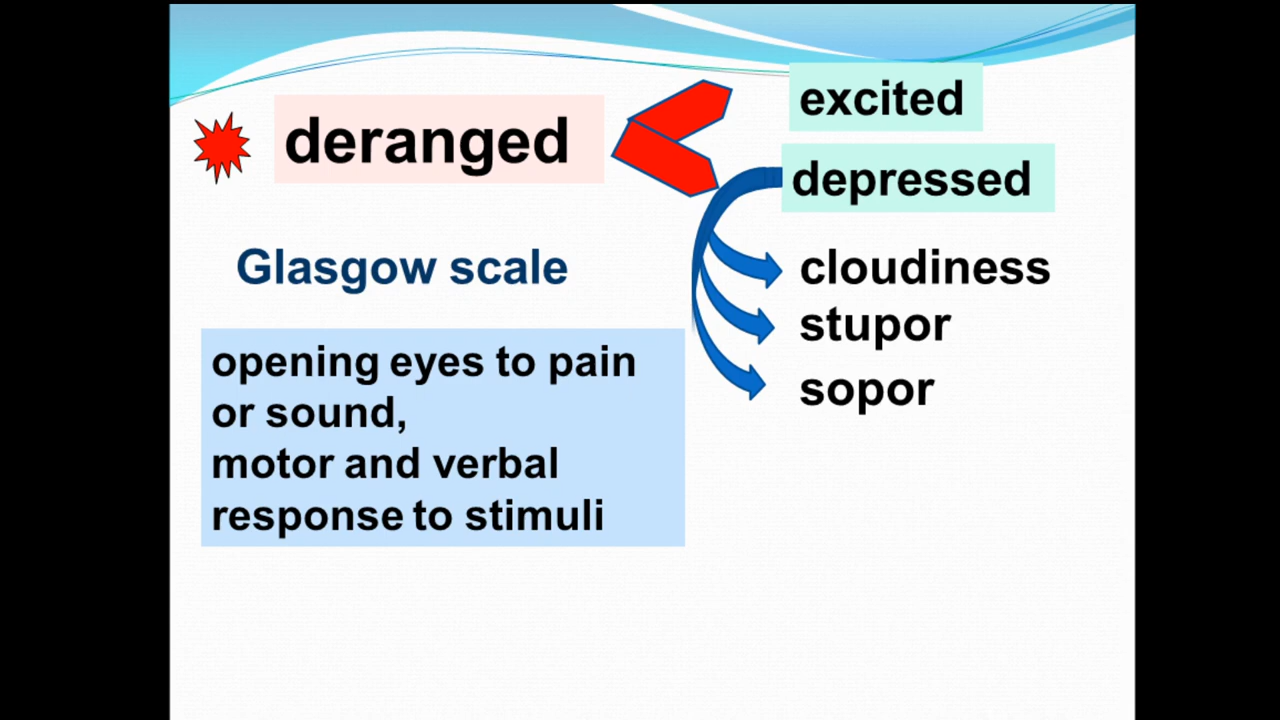 deranged
excited
depressed
cloudiness
stupor
sopor
Glasgow scale
opening eyes to pain
or sound,
motor and verbal
response to stimuli